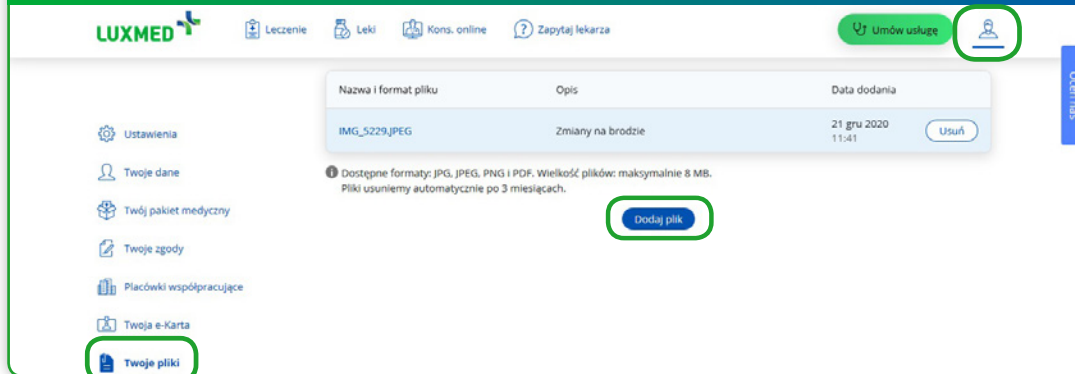 LUXMED
Leczenie
Leki
Kons. online
Zapytaj lekarza
Umów usługę
Oceń nas
Nazwa i format pliku Opis Data dodania
IMG_5229.JPEG Zmiany na brodzie 21 gru 2020
11:41
Usuń
Dostępne formaty: JPG, JPEG, PNG i PDF. Wielkość plików: maksymalnie 8 MB.
Pliki usuniemy automatycznie po 3 miesiącach.
Dodaj plik
Ustawienia
Twoje dane
Twój pakiet medyczny
Twoje zgody
Placówki współpracujące
Twoja e-Karta
Twoje pliki